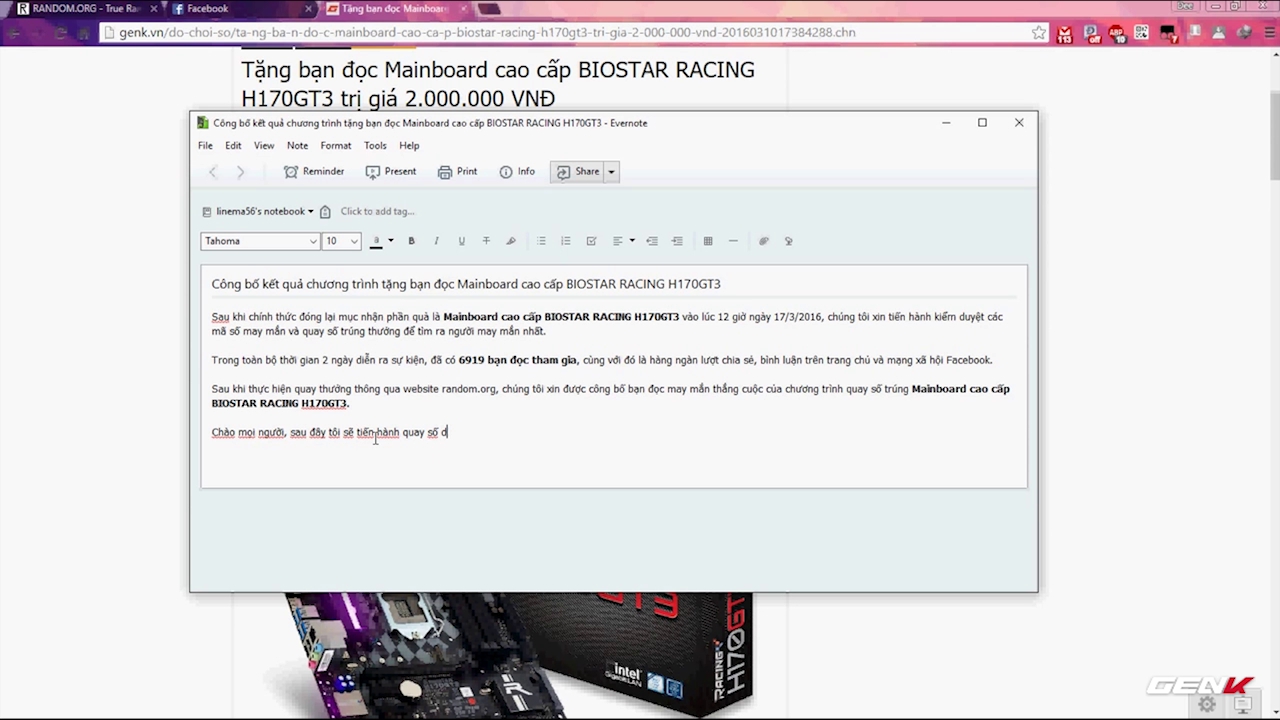 RANDOM.ORG - True Ran
Facebook
Tặng bạn đọc Mainboard
Dee
genk.vn/do-choi-so/ta-ng-ba-n-do-c-mainboard-cao-ca-p-biostar-racing-h170gt3-tri-gia-2-000-000-vnd-2016031017384288.chn
Tặng bạn đọc Mainboard cao cấp BIOSTAR RACING
H170GT3 trị giá 2.000.000 VNĐ
Công bố kết quả chương trình tặng bạn đọc Mainboard cao cấp BIOSTAR RACING H170GT3 - Evernote
File Edit View Note Format Tools Help
Reminder Present Print Info Share
linema56's notebook Click to add tag...
Tahoma 10 a B I U T
Công bố kết quả chương trình tặng bạn đọc Mainboard cao cấp BIOSTAR RACING H170GT3
Sau khi chính thức đóng lại mục nhận phần quà là Mainboard cao cấp BIOSTAR RACING H170GT3 vào lúc 12 giờ ngày 17/3/2016, chúng tôi xin tiến hành kiểm duyệt các
mã số may mắn và quay số trúng thưởng để tìm ra người may mắn nhất.
Trong toàn bộ thời gian 2 ngày diễn ra sự kiện, đã có 6919 bạn đọc tham gia, cùng với đó là hàng ngàn lượt chia sẻ, bình luận trên trang chủ và mạng xã hội Facebook.
Sau khi thực hiện quay thưởng thông qua website random.org, chúng tôi xin được công bố bạn đọc may mắn thắng cuộc của chương trình quay số trúng Mainboard cao cấp
BIOSTAR RACING H170GT3.
Chào mọi người, sau đây tôi sẽ tiến hành quay số d
GT3
intel
RACING H170GT3
GENK